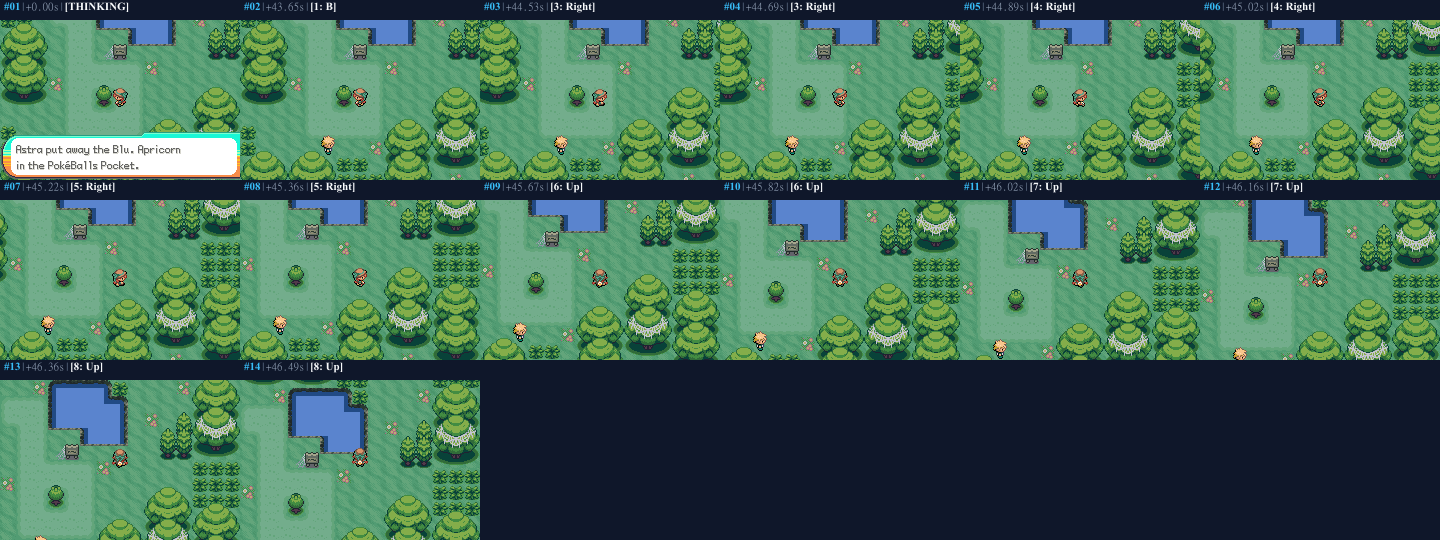 #01|+0.00s|[THINKING]
#02|+43.65s|[1: B]
#03|+44.53s|[3: Right]
#04|+44.69s|[3: Right]
#05|+44.89s|[4: Right]
#06|+45.02s|[4: Right]
Astra put away the Blu. Apricorn
in the PokéBalls Pocket.
#07|+45.22s|[5: Right]
#08|+45.36s|[5: Right]
#09|+45.67s|[6: Up]
#10|+45.82s|[6: Up]
#11|+46.02s|[7: Up]
#12|+46.16s|[7: Up]
#13|+46.36s|[8: Up]
#14|+46.49s|[8: Up]